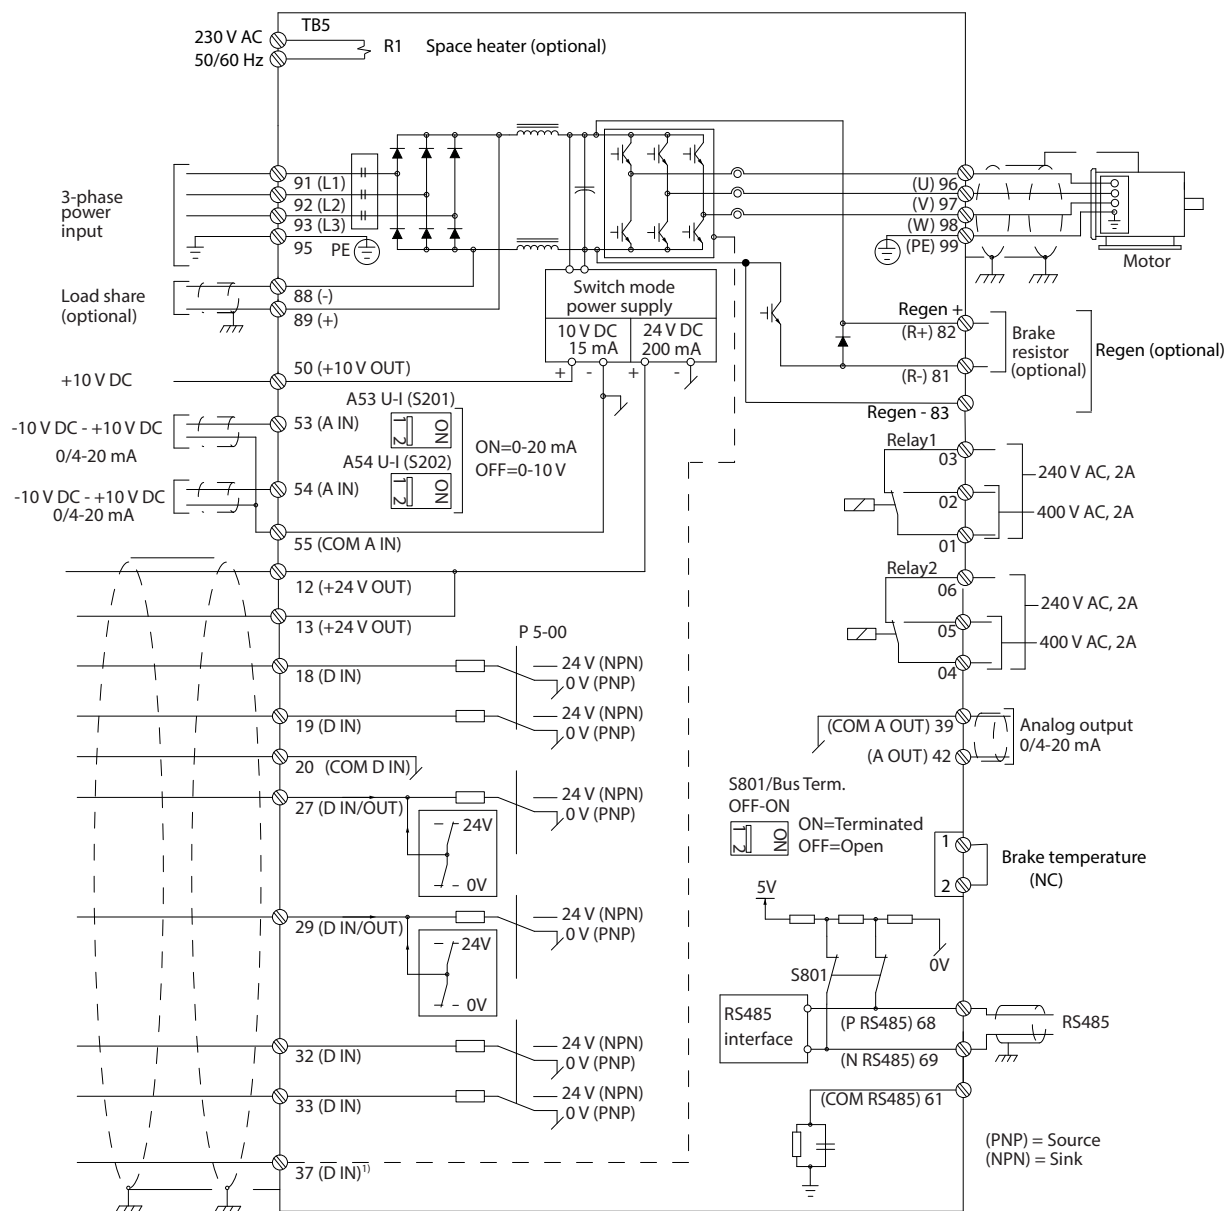 TB5
230 V AC
50/60 Hz
R1
Space heater (optional)
3-phase
power
input
91 (L1)
92 (L2)
93 (L3)
95
PE
(U) 96
(V) 97
(W) 98
(PE) 99
Motor
Load share
(optional)
88 (-)
89 (+)
Switch mode
power supply
10 V DC
15 mA
24 V DC
200 mA
+
-
+
-
Regen +
(R+) 82
Brake
resistor
(optional)
Regen (optional)
(R-) 81
Regen - 83
+10 V DC
50 (+10 V OUT)
-10 V DC - +10 V DC
0/4-20 mA
53 (A IN)
A53 U-I (S201)
1 2
ON
ON=0-20 mA
OFF=0-10 V
A54 U-I (S202)
1 2
ON
-10 V DC - +10 V DC
0/4-20 mA
54 (A IN)
55 (COM A IN)
Relay1
03
240 V AC, 2A
02
400 V AC, 2A
01
Relay2
06
240 V AC, 2A
05
400 V AC, 2A
04
12 (+24 V OUT)
13 (+24 V OUT)
P 5-00
18 (D IN)
24 V (NPN)
0 V (PNP)
19 (D IN)
24 V (NPN)
0 V (PNP)
20 (COM D IN)
27 (D IN/OUT)
24 V (NPN)
0 V (PNP)
24V
0V
29 (D IN/OUT)
24 V (NPN)
0 V (PNP)
24V
0V
32 (D IN)
24 V (NPN)
0 V (PNP)
33 (D IN)
24 V (NPN)
0 V (PNP)
37 (D IN)1)
(COM A OUT) 39
Analog output
0/4-20 mA
(A OUT) 42
S801/Bus Term.
OFF-ON
1 2
ON
ON=Terminated
OFF=Open
1
2
Brake temperature
(NC)
5V
0V
S801
RS485
interface
(P RS485) 68
RS485
(N RS485) 69
(COM RS485) 61
(PNP) = Source
(NPN) = Sink